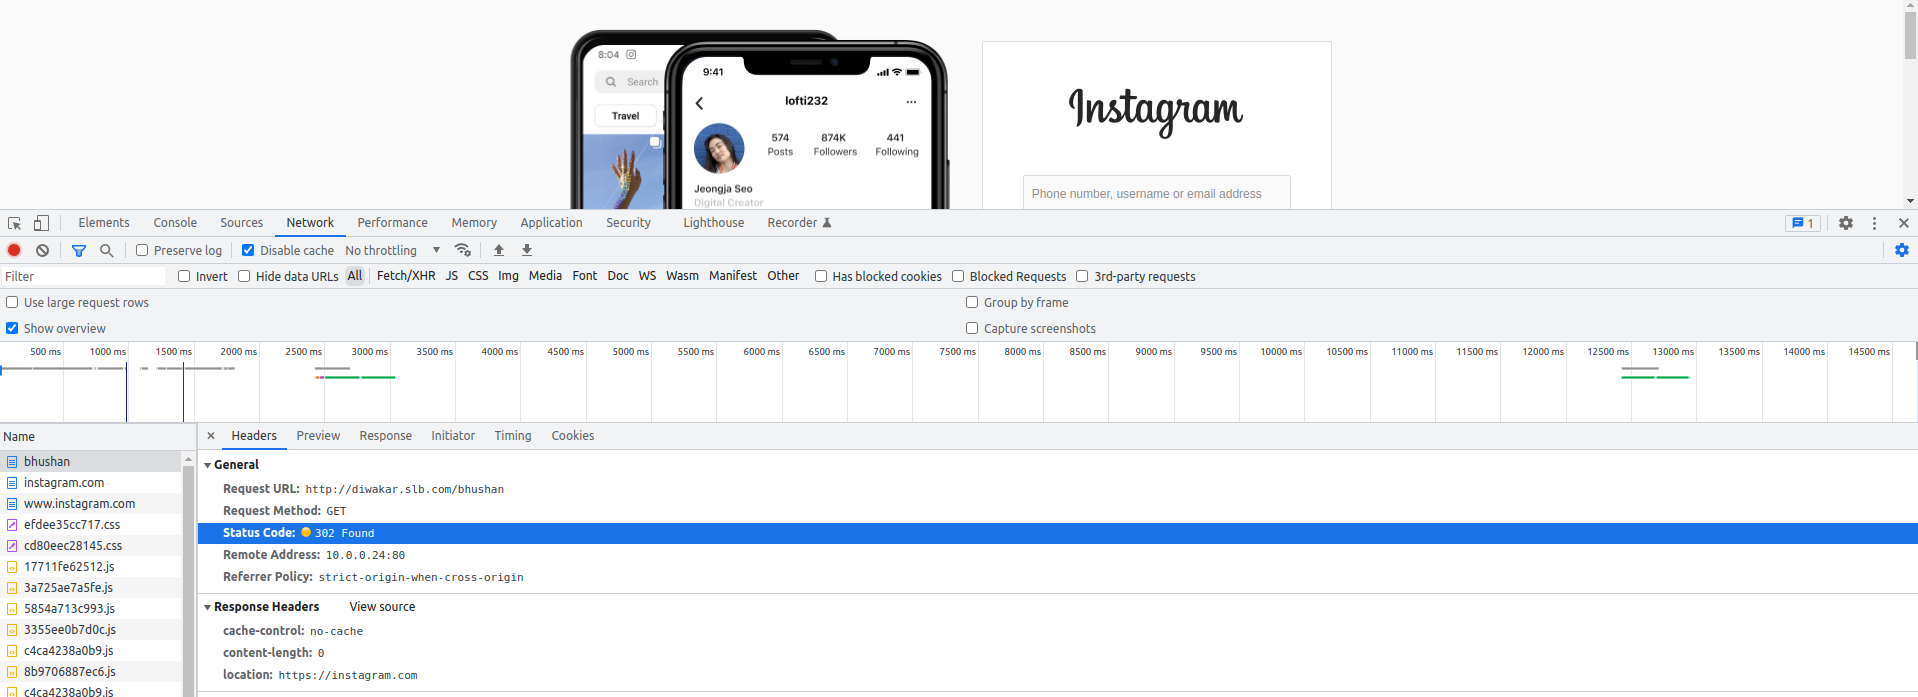 8:04
Search
Travel
9:41
lofti232
574 874K 441
Posts Followers Following
Jeongja Seo
Digital Creator
Instagram
Phone number, username or email address
Elements Console Sources Network Performance Memory Application Security Lighthouse Recorder 1
Preserve log Disable cache No throttling
Filter Invert Hide data URLs All Fetch/XHR JS CSS Img Media Font Doc WS Wasm Manifest Other Has blocked cookies Blocked Requests 3rd-party requests
Use large request rows Group by frame
Show overview Capture screenshots
500 ms 1000 ms 1500 ms 2000 ms 2500 ms 3000 ms 3500 ms 4000 ms 4500 ms 5000 ms 5500 ms 6000 ms 6500 ms 7000 ms 7500 ms 8000 ms 8500 ms 9000 ms 9500 ms 10000 ms 10500 ms 11000 ms 11500 ms 12000 ms 12500 ms 13000 ms 13500 ms 14000 ms 14500 ms
Name
bhushan
instagram.com
www.instagram.com
efdee35cc717.css
cd80eec28145.css
17711fe62512.js
3a725ae7a5fe.js
5854a713c993.js
3355ee0b7d0c.js
c4ca4238a0b9.js
8b9706887ec6.js
c4ca4238a0b9.js
× Headers Preview Response Initiator Timing Cookies
General
Request URL: http://diwakar.slb.com/bhushan
Request Method: GET
Status Code: 302 Found
Remote Address: 10.0.0.24:80
Referrer Policy: strict-origin-when-cross-origin
Response Headers View source
cache-control: no-cache
content-length: 0
location: https://instagram.com